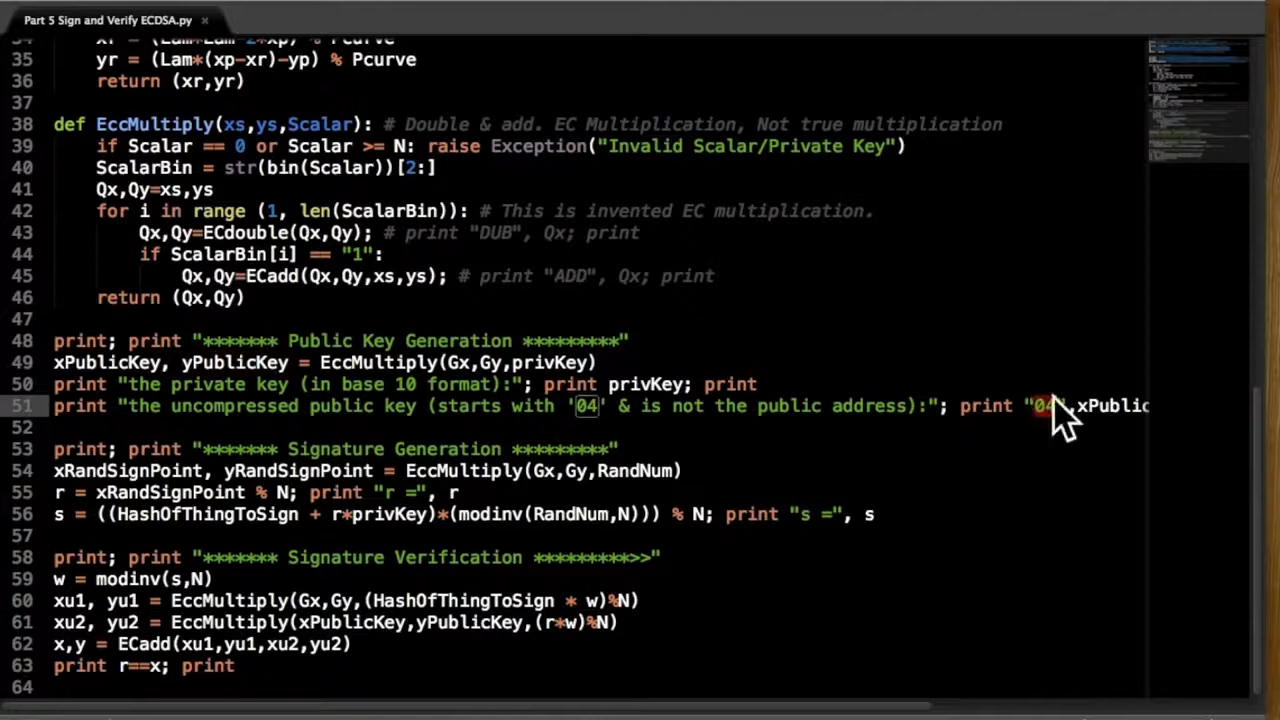 Part 5 Sign and Verify ECDSA.py ×
34 xr = (Lam*Lam-2*xp) % Pcurve
35 yr = (Lam*(xp-xr)-yp) % Pcurve
36 return (xr,yr)
37
38 def EccMultiply(xs,ys,Scalar): # Double & add. EC Multiplication, Not true multiplication
39 if Scalar == 0 or Scalar >= N: raise Exception("Invalid Scalar/Private Key")
40 ScalarBin = str(bin(Scalar))[2:]
41 Qx,Qy=xs,ys
42 for i in range (1, len(ScalarBin)): # This is invented EC multiplication.
43 Qx,Qy=ECdouble(Qx,Qy); # print "DUB", Qx; print
44 if ScalarBin[i] == "1":
45 Qx,Qy=ECadd(Qx,Qy,xs,ys); # print "ADD", Qx; print
46 return (Qx,Qy)
47
48 print; print "******* Public Key Generation *********"
49 xPublicKey, yPublicKey = EccMultiply(Gx,Gy,privKey)
50 print "the private key (in base 10 format):"; print privKey; print
51 print "the uncompressed public key (starts with '04' & is not the public address):"; print "04",xPublic
52
53 print; print "******* Signature Generation *********"
54 xRandSignPoint, yRandSignPoint = EccMultiply(Gx,Gy,RandNum)
55 r = xRandSignPoint % N; print "r =", r
56 s = ((HashOfThingToSign + r*privKey)*(modinv(RandNum,N))) % N; print "s =", s
57
58 print; print "******* Signature Verification *********>>"
59 w = modinv(s,N)
60 xu1, yu1 = EccMultiply(Gx,Gy,(HashOfThingToSign * w)%N)
61 xu2, yu2 = EccMultiply(xPublicKey,yPublicKey,(r*w)%N)
62 x,y = ECadd(xu1,yu1,xu2,yu2)
63 print r==x; print
64